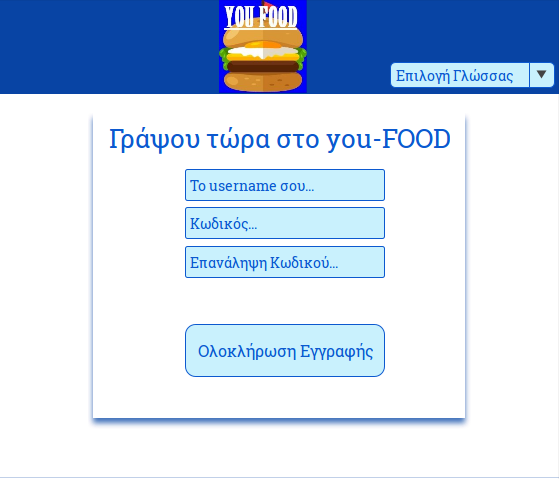 YOU FOOD
Επιλογή Γλώσσας
Γράψου τώρα στο you-FOOD
Το username σου...
Κωδικός...
Επανάληψη Κωδικού...
Ολοκλήρωση Εγγραφής